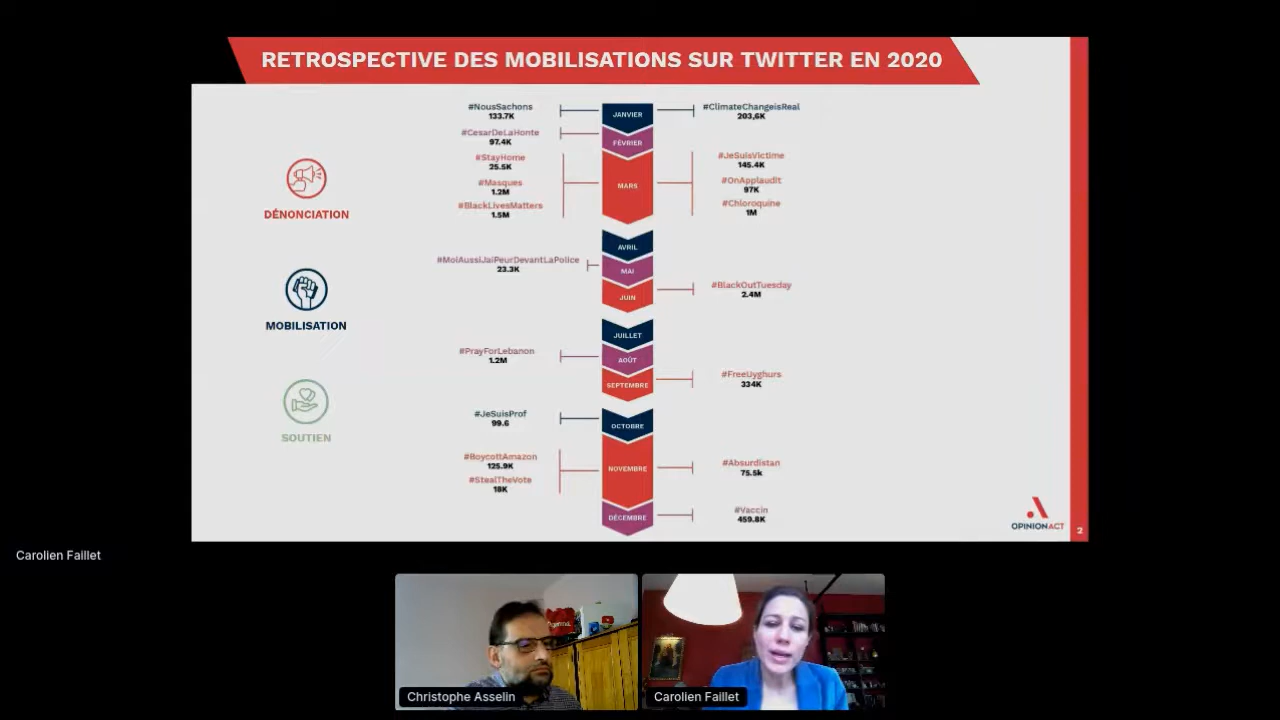 RETROSPECTIVE DES MOBILISATIONS SUR TWITTER EN 2020
DÉNONCIATION
MOBILISATION
SOUTIEN
#NousSachons
133.7K
#CesarDeLaHonte
97.4K
#StayHome
25.5K
#Masques
1.2M
#BlackLivesMatters
1.5M
#MoiAussiJaiPeurDevantLaPolice
23.3K
#PrayForLebanon
1.2M
#JeSuisProf
99.6
#BoycottAmazon
125.9K
#StealTheVote
18K
JANVIER
FÉVRIER
MARS
AVRIL
MAI
JUIN
JUILLET
AOÛT
SEPTEMBRE
OCTOBRE
NOVEMBRE
DÉCEMBRE
#ClimateChangeisReal
203,6K
#JeSuisVictime
145.4K
#OnApplaudit
97K
#Chloroquine
1M
#BlackOutTuesday
2.4M
#FreeUyghurs
334K
#Absurdistan
75.5k
#Vaccin
459.8K
OPINIONACT
2
Carolien Faillet
Christophe Asselin
Carolien Faillet